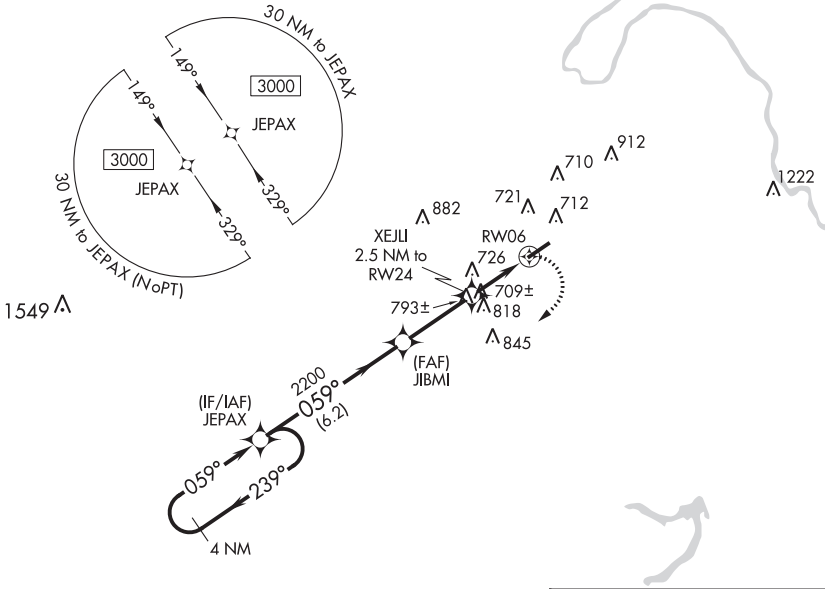 30 NM to JEPAX
149°
3000
JEPAX
329°
149°
3000
JEPAX
329°
30 NM to JEPAX (NoPT)
912
710
1222
721
712
882
XEJLI
2.5 NM to
RW24
RW06
726
709±
793±
818
845
1549
(FAF)
JIBMI
2200
059°
(6.2)
(IF/IAF)
JEPAX
059°
239°
4 NM